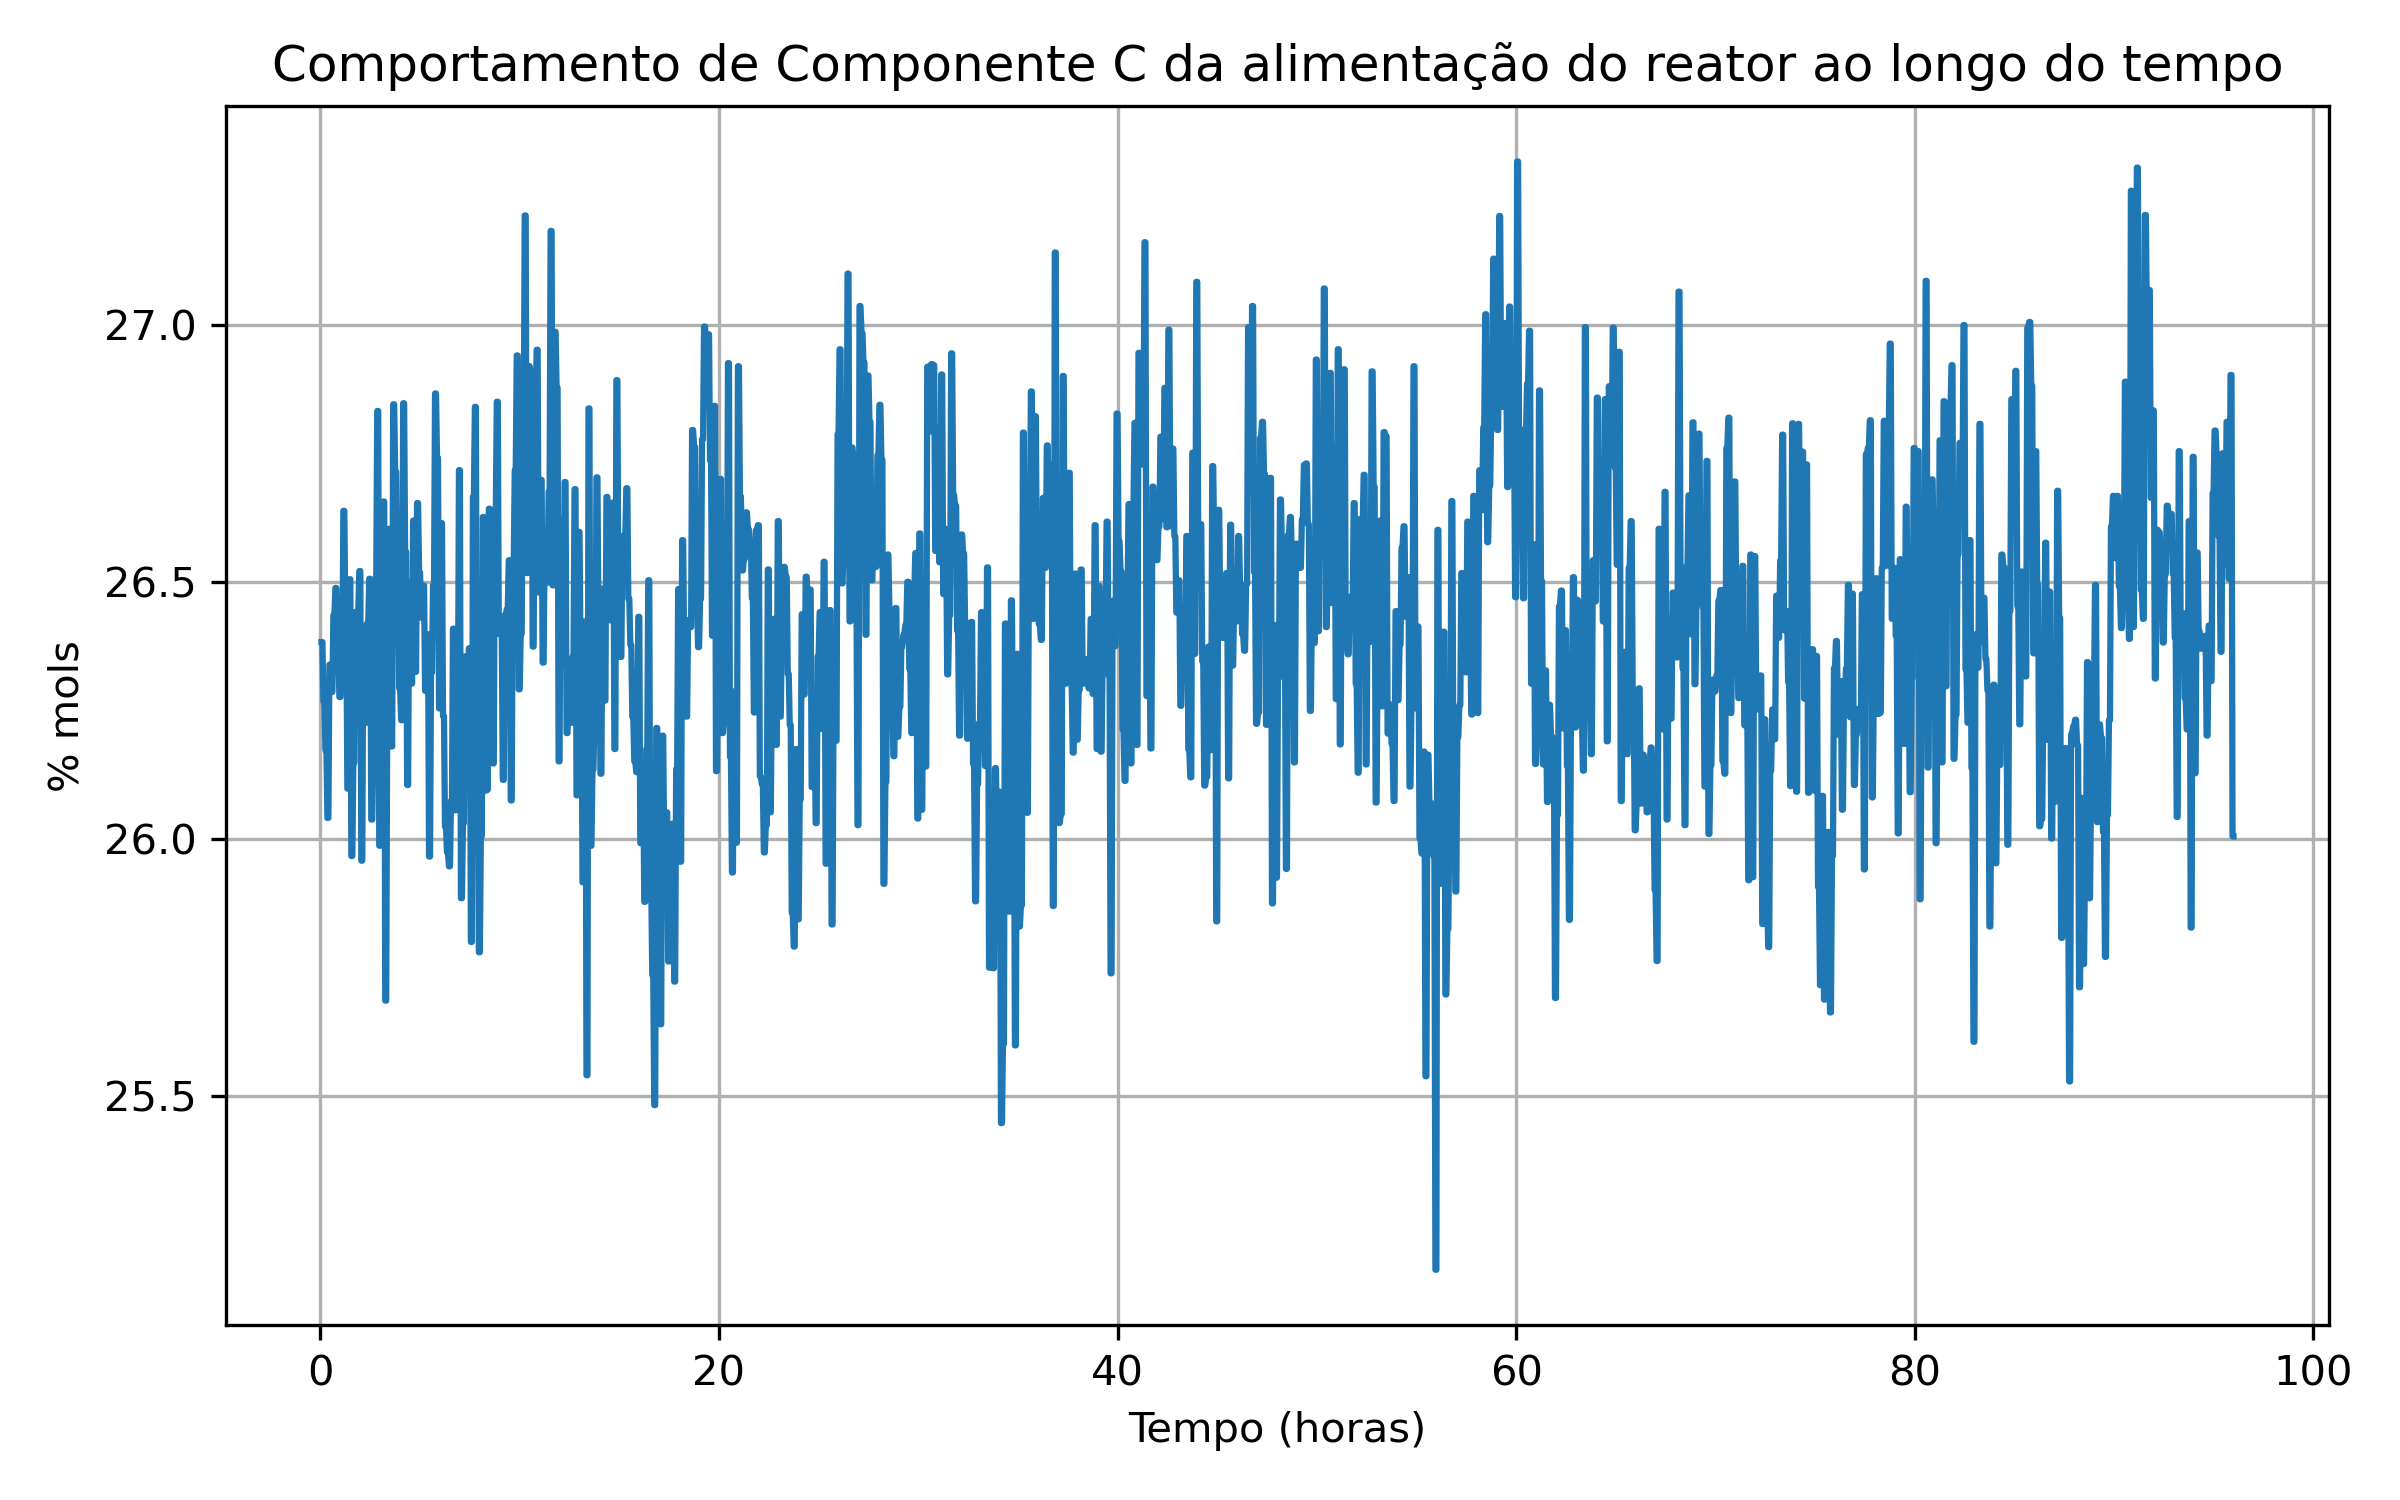 Comportamento de Componente C da alimentação do reator ao longo do tempo
% mols
27.0
26.5
26.0
25.5
0 20 40 60 80 100
Tempo (horas)